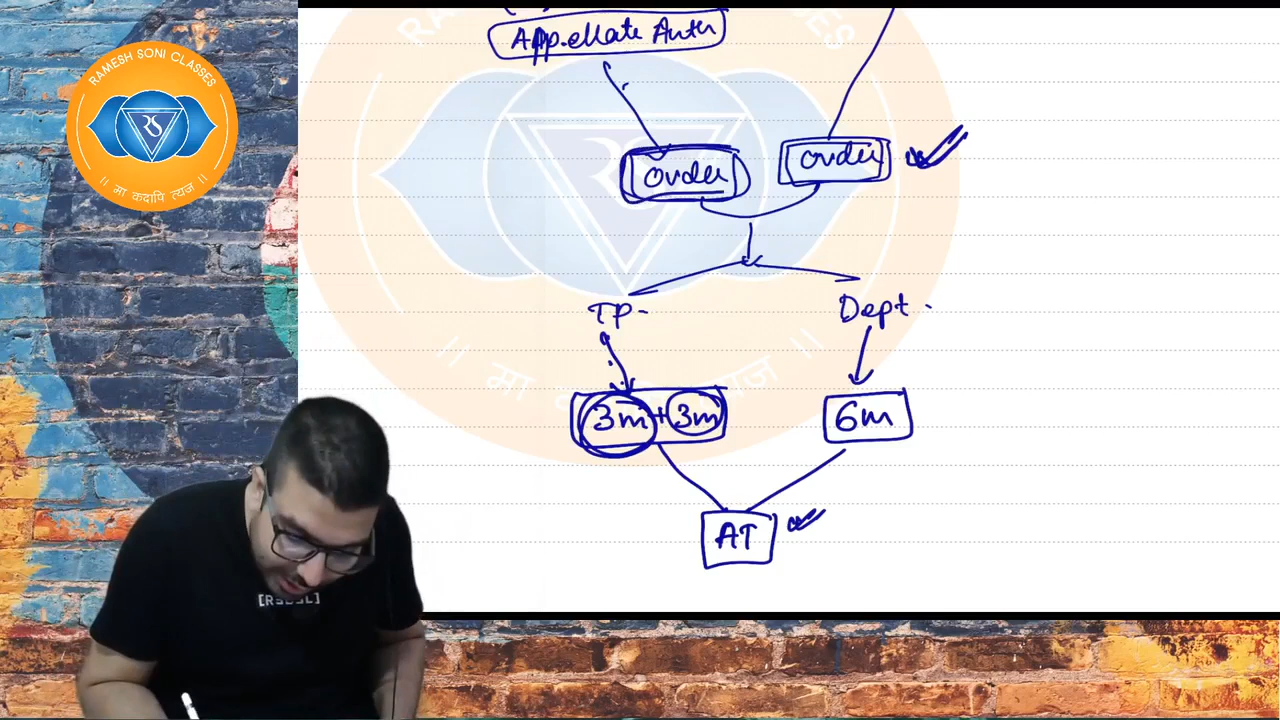 RAMESH SONI CLASSES
RS
॥ मा कदापि त्यज ॥
Appellate Auth
order
order
TP -
Dept -
3m + 3m
6m
AT